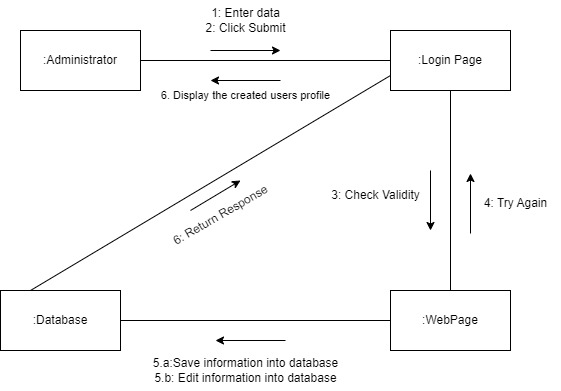 1: Enter data
2: Click Submit
:Administrator
:Login Page
6. Display the created users profile
3: Check Validity
4: Try Again
6: Return Response
:Database
:WebPage
5.a:Save information into database
5.b: Edit information into database